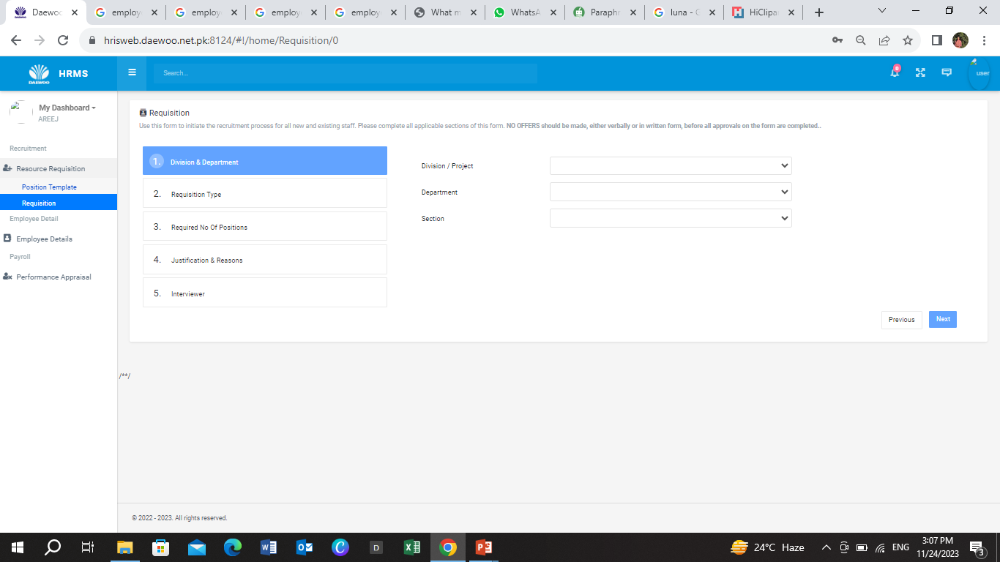 Daewoo
employ
employ
employ
employ
What m
WhatsA
Paraphr
luna - G
HiClipa
hrisweb.daewoo.net.pk:8124/#!/home/Requisition/0
DAEWOO
HRMS
Search...
0
user
My Dashboard
AREEJ
Recruitment
Resource Requisition
Position Template
Requisition
Employee Detail
Employee Details
Payroll
Performance Appraisal
Requisition
Use this form to initiate the recruitment process for all new and existing staff. Please complete all applicable sections of this form. NO OFFERS should be made, either verbally or in written form, before all approvals on the form are completed..
1. Division & Department
2. Requisition Type
3. Required No Of Positions
4. Justification & Reasons
5. Interviewer
Division / Project
Department
Section
Previous
Next
/**/
© 2022 - 2023. All rights reserved.
24°C Haze
ENG
3:07 PM
11/24/2023
3